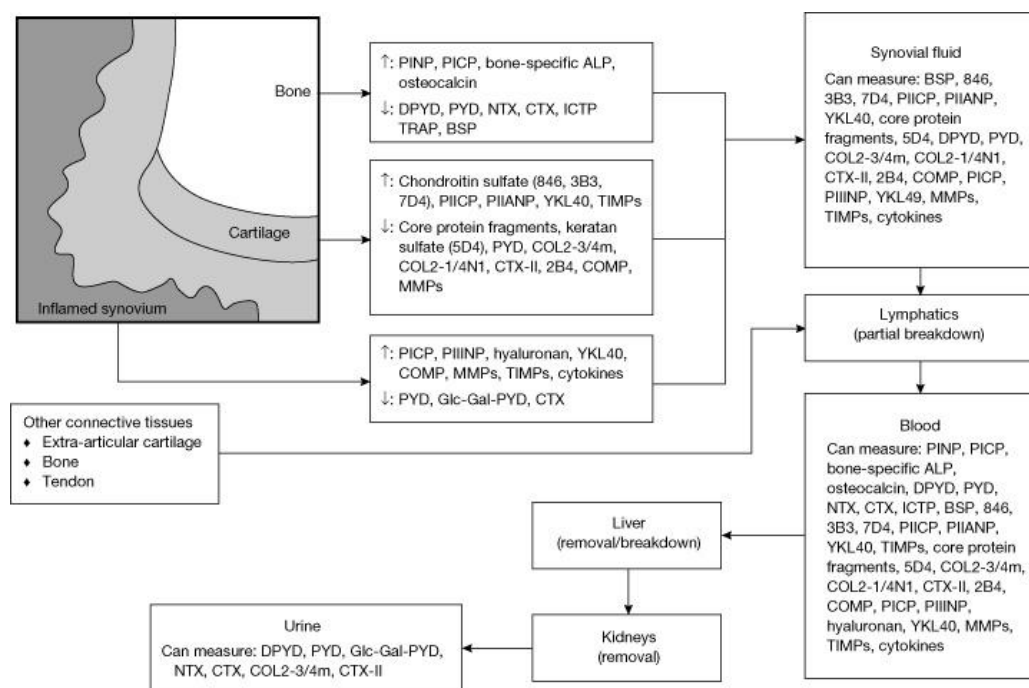 Bone
Cartilage
Inflamed synovium
↑: PINP, PICP, bone-specific ALP,
osteocalcin
↓: DPYD, PYD, NTX, CTX, ICTP
TRAP, BSP
↑: Chondroitin sulfate (846, 3B3,
7D4), PIICP, PIIANP, YKL40, TIMPs
↓: Core protein fragments, keratan
sulfate (5D4), PYD, COL2-3/4m,
COL2-1/4N1, CTX-II, 2B4, COMP,
MMPs
↑: PICP, PIIINP, hyaluronan, YKL40,
COMP, MMPs, TIMPs, cytokines
↓: PYD, Glc-Gal-PYD, CTX
Other connective tissues
♦ Extra-articular cartilage
♦ Bone
♦ Tendon
Synovial fluid
Can measure: BSP, 846,
3B3, 7D4, PIICP, PIIANP,
YKL40, core protein
fragments, 5D4, DPYD, PYD,
COL2-3/4m, COL2-1/4N1,
CTX-II, 2B4, COMP, PICP,
PIIINP, YKL49, MMPs,
TIMPs, cytokines
Lymphatics
(partial breakdown)
Blood
Can measure: PINP, PICP,
bone-specific ALP,
osteocalcin, DPYD, PYD,
NTX, CTX, ICTP, BSP, 846,
3B3, 7D4, PIICP, PIIANP,
YKL40, TIMPs, core protein
fragments, 5D4, COL2-3/4m,
COL2-1/4N1, CTX-II, 2B4,
COMP, PICP, PIIINP,
hyaluronan, YKL40, MMPs,
TIMPs, cytokines
Liver
(removal/breakdown)
Kidneys
(removal)
Urine
Can measure: DPYD, PYD, Glc-Gal-PYD,
NTX, CTX, COL2-3/4m, CTX-II